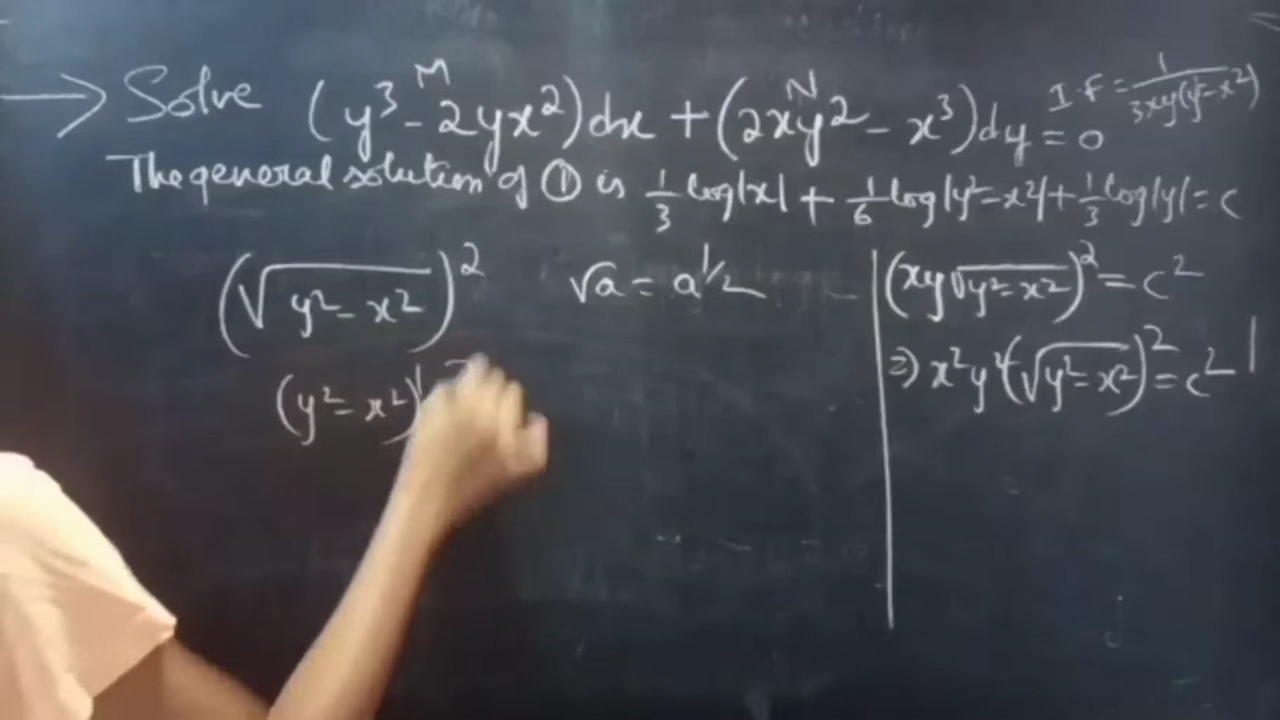 → Solve (y³ - 2yx²)dx + (2xy² - x³)dy = 0
M N
I.F = 1/3xy(y²-x²)
The general solution of ① is 1/3 log|x| + 1/6 log|y²-x²| + 1/3 log|y| = c
(√y²-x²)² √a = a^1/2
(y²-x²)
(xy√y²-x²)² = c²
⇒ x²y²(√y²-x²)² = c²